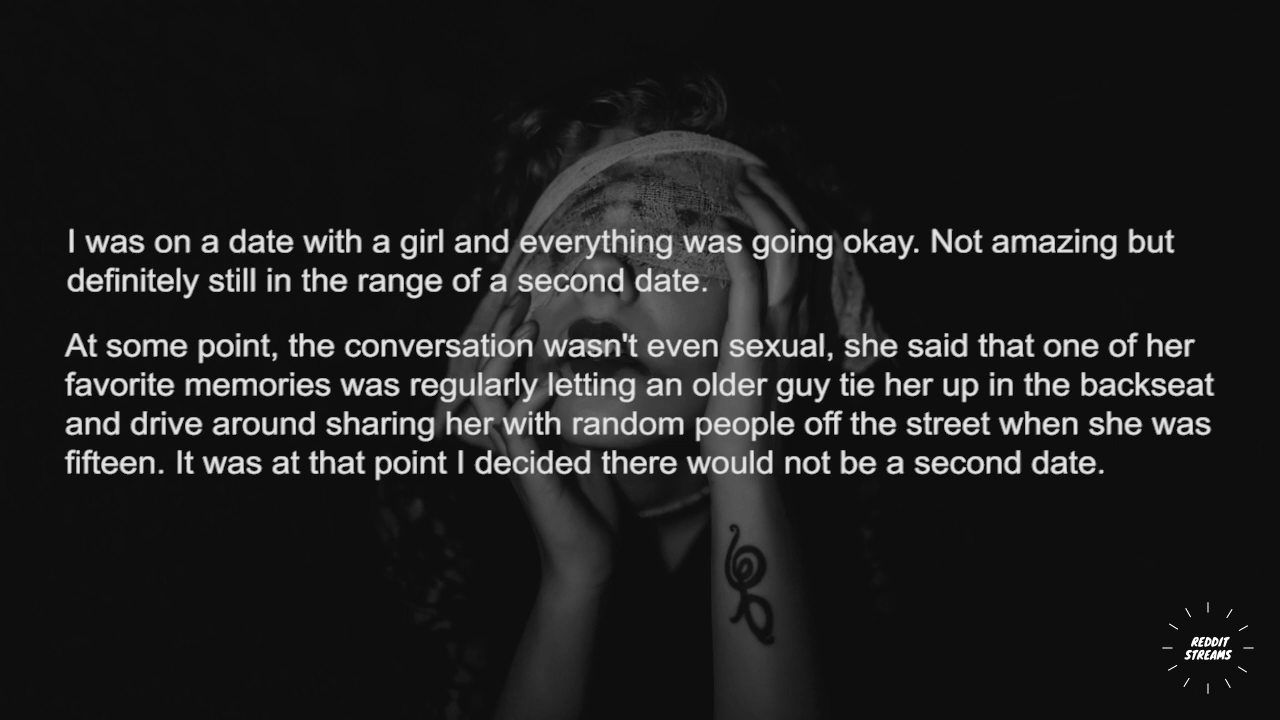 I was on a date with a girl and everything was going okay. Not amazing but
definitely still in the range of a second date.
At some point, the conversation wasn't even sexual, she said that one of her
favorite memories was regularly letting an older guy tie her up in the backseat
and drive around sharing her with random people off the street when she was
fifteen. It was at that point I decided there would not be a second date.
REDDIT
STREAMS